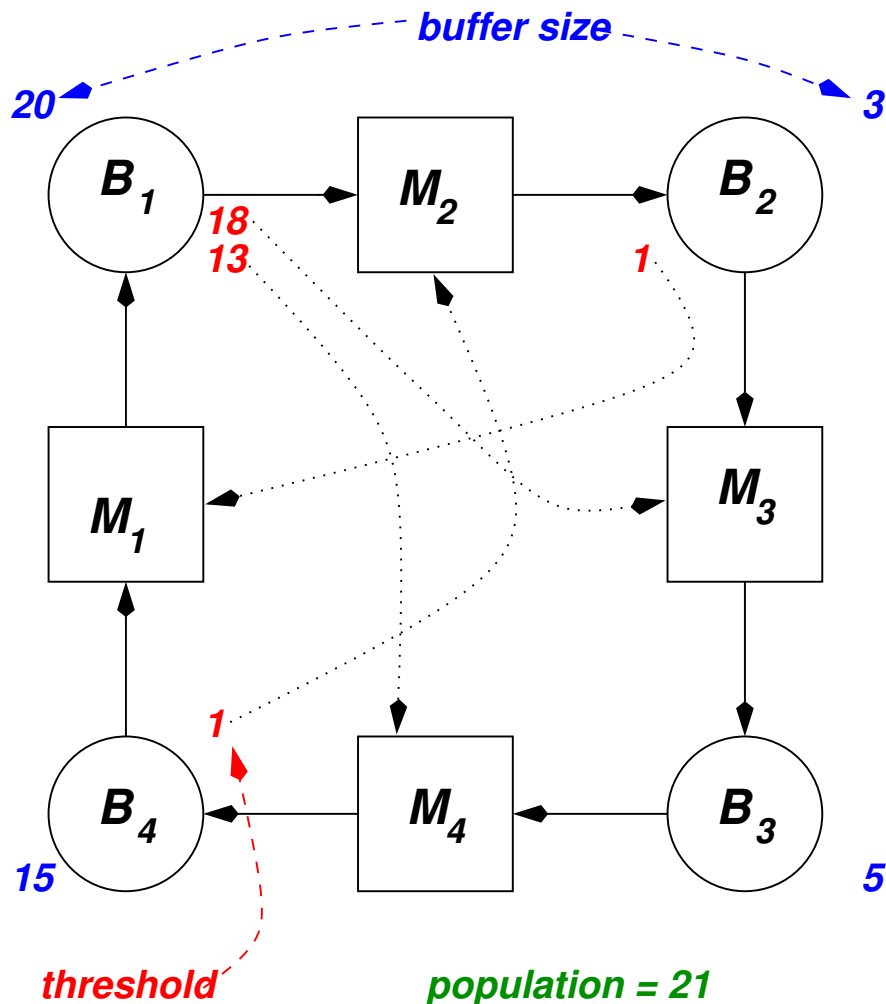 buffer size
20
3
B1
M2
B2
18
13
1
M1
M3
1
B4
M4
B3
15
5
threshold
population = 21